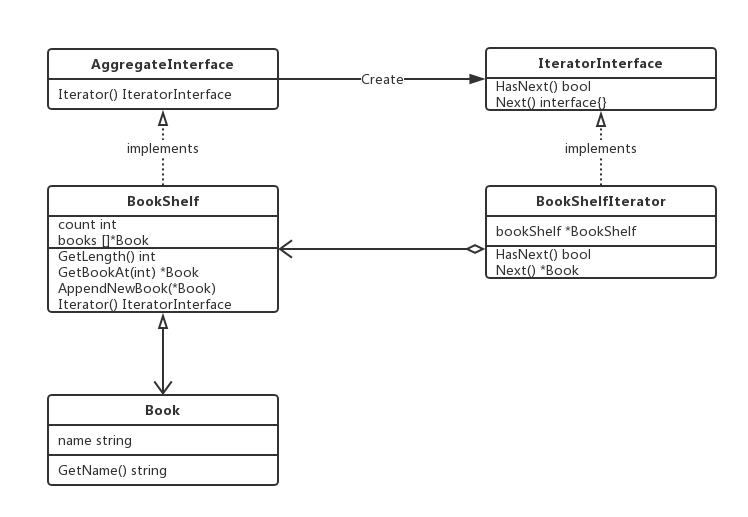 AggregateInterface
Iterator() IteratorInterface
Create
IteratorInterface
HasNext() bool
Next() interface{}
implements
implements
BookShelf
count int
books []*Book
GetLength() int
GetBookAt(int) *Book
AppendNewBook(*Book)
Iterator() IteratorInterface
BookShelfIterator
bookShelf *BookShelf
HasNext() bool
Next() *Book
Book
name string
GetName() string